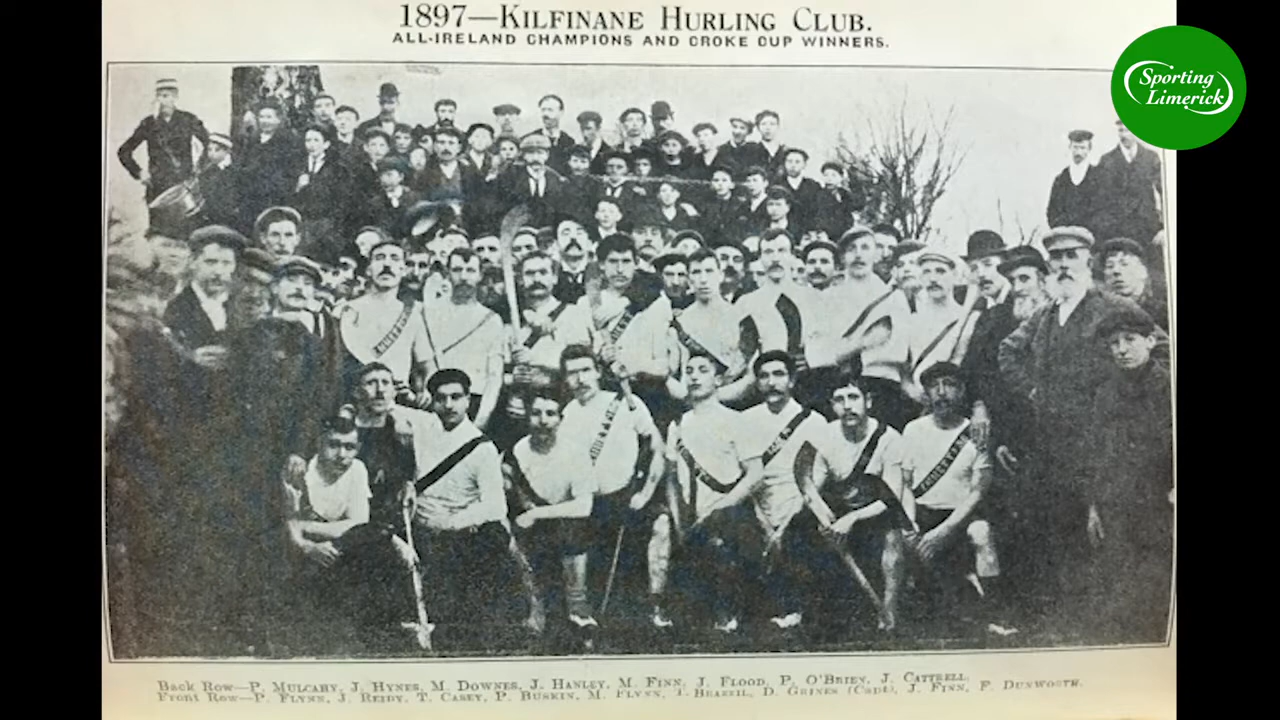 1897—KILFINANE HURLING CLUB.
ALL-IRELAND CHAMPIONS AND CROKE CUP WINNERS.
Sporting
Limerick
Back Row—P. MULCAHY, J. HYNES, M. DOWNES, J. HANLEY, M. FINN, J. FLOOD, P. O'BRIEN, J. CATTRELL.
Front Row—P. FLYNN, J. REIDY, T. CASEY, P. BUSKIN, M. FLYNN, J. BRAZIL, D. GRIMES (Capt), J. FINN, F. DUNWORTH.